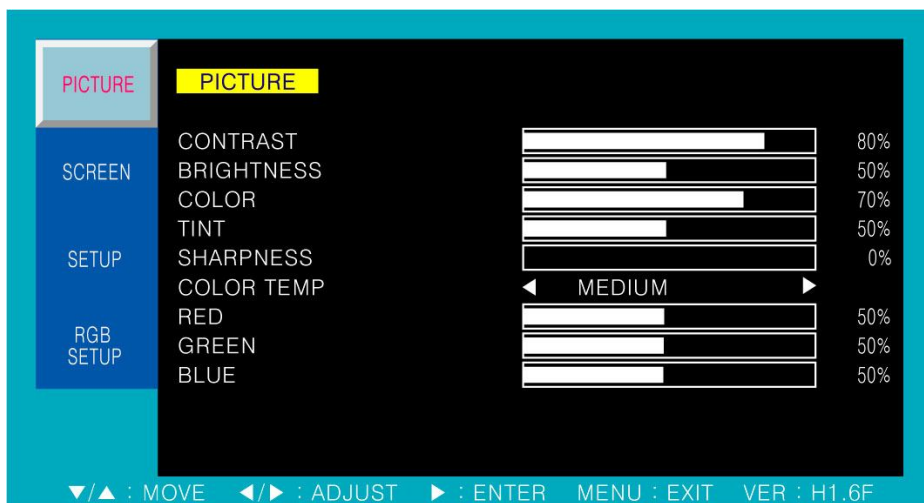 PICTURE
SCREEN
SETUP
RGB
SETUP
PICTURE
CONTRAST 80%
BRIGHTNESS 50%
COLOR 70%
TINT 50%
SHARPNESS 0%
COLOR TEMP ◀ MEDIUM ▶
RED 50%
GREEN 50%
BLUE 50%
▼/▲ : MOVE ◀/▶ : ADJUST ▶ : ENTER MENU : EXIT VER : H1.6F